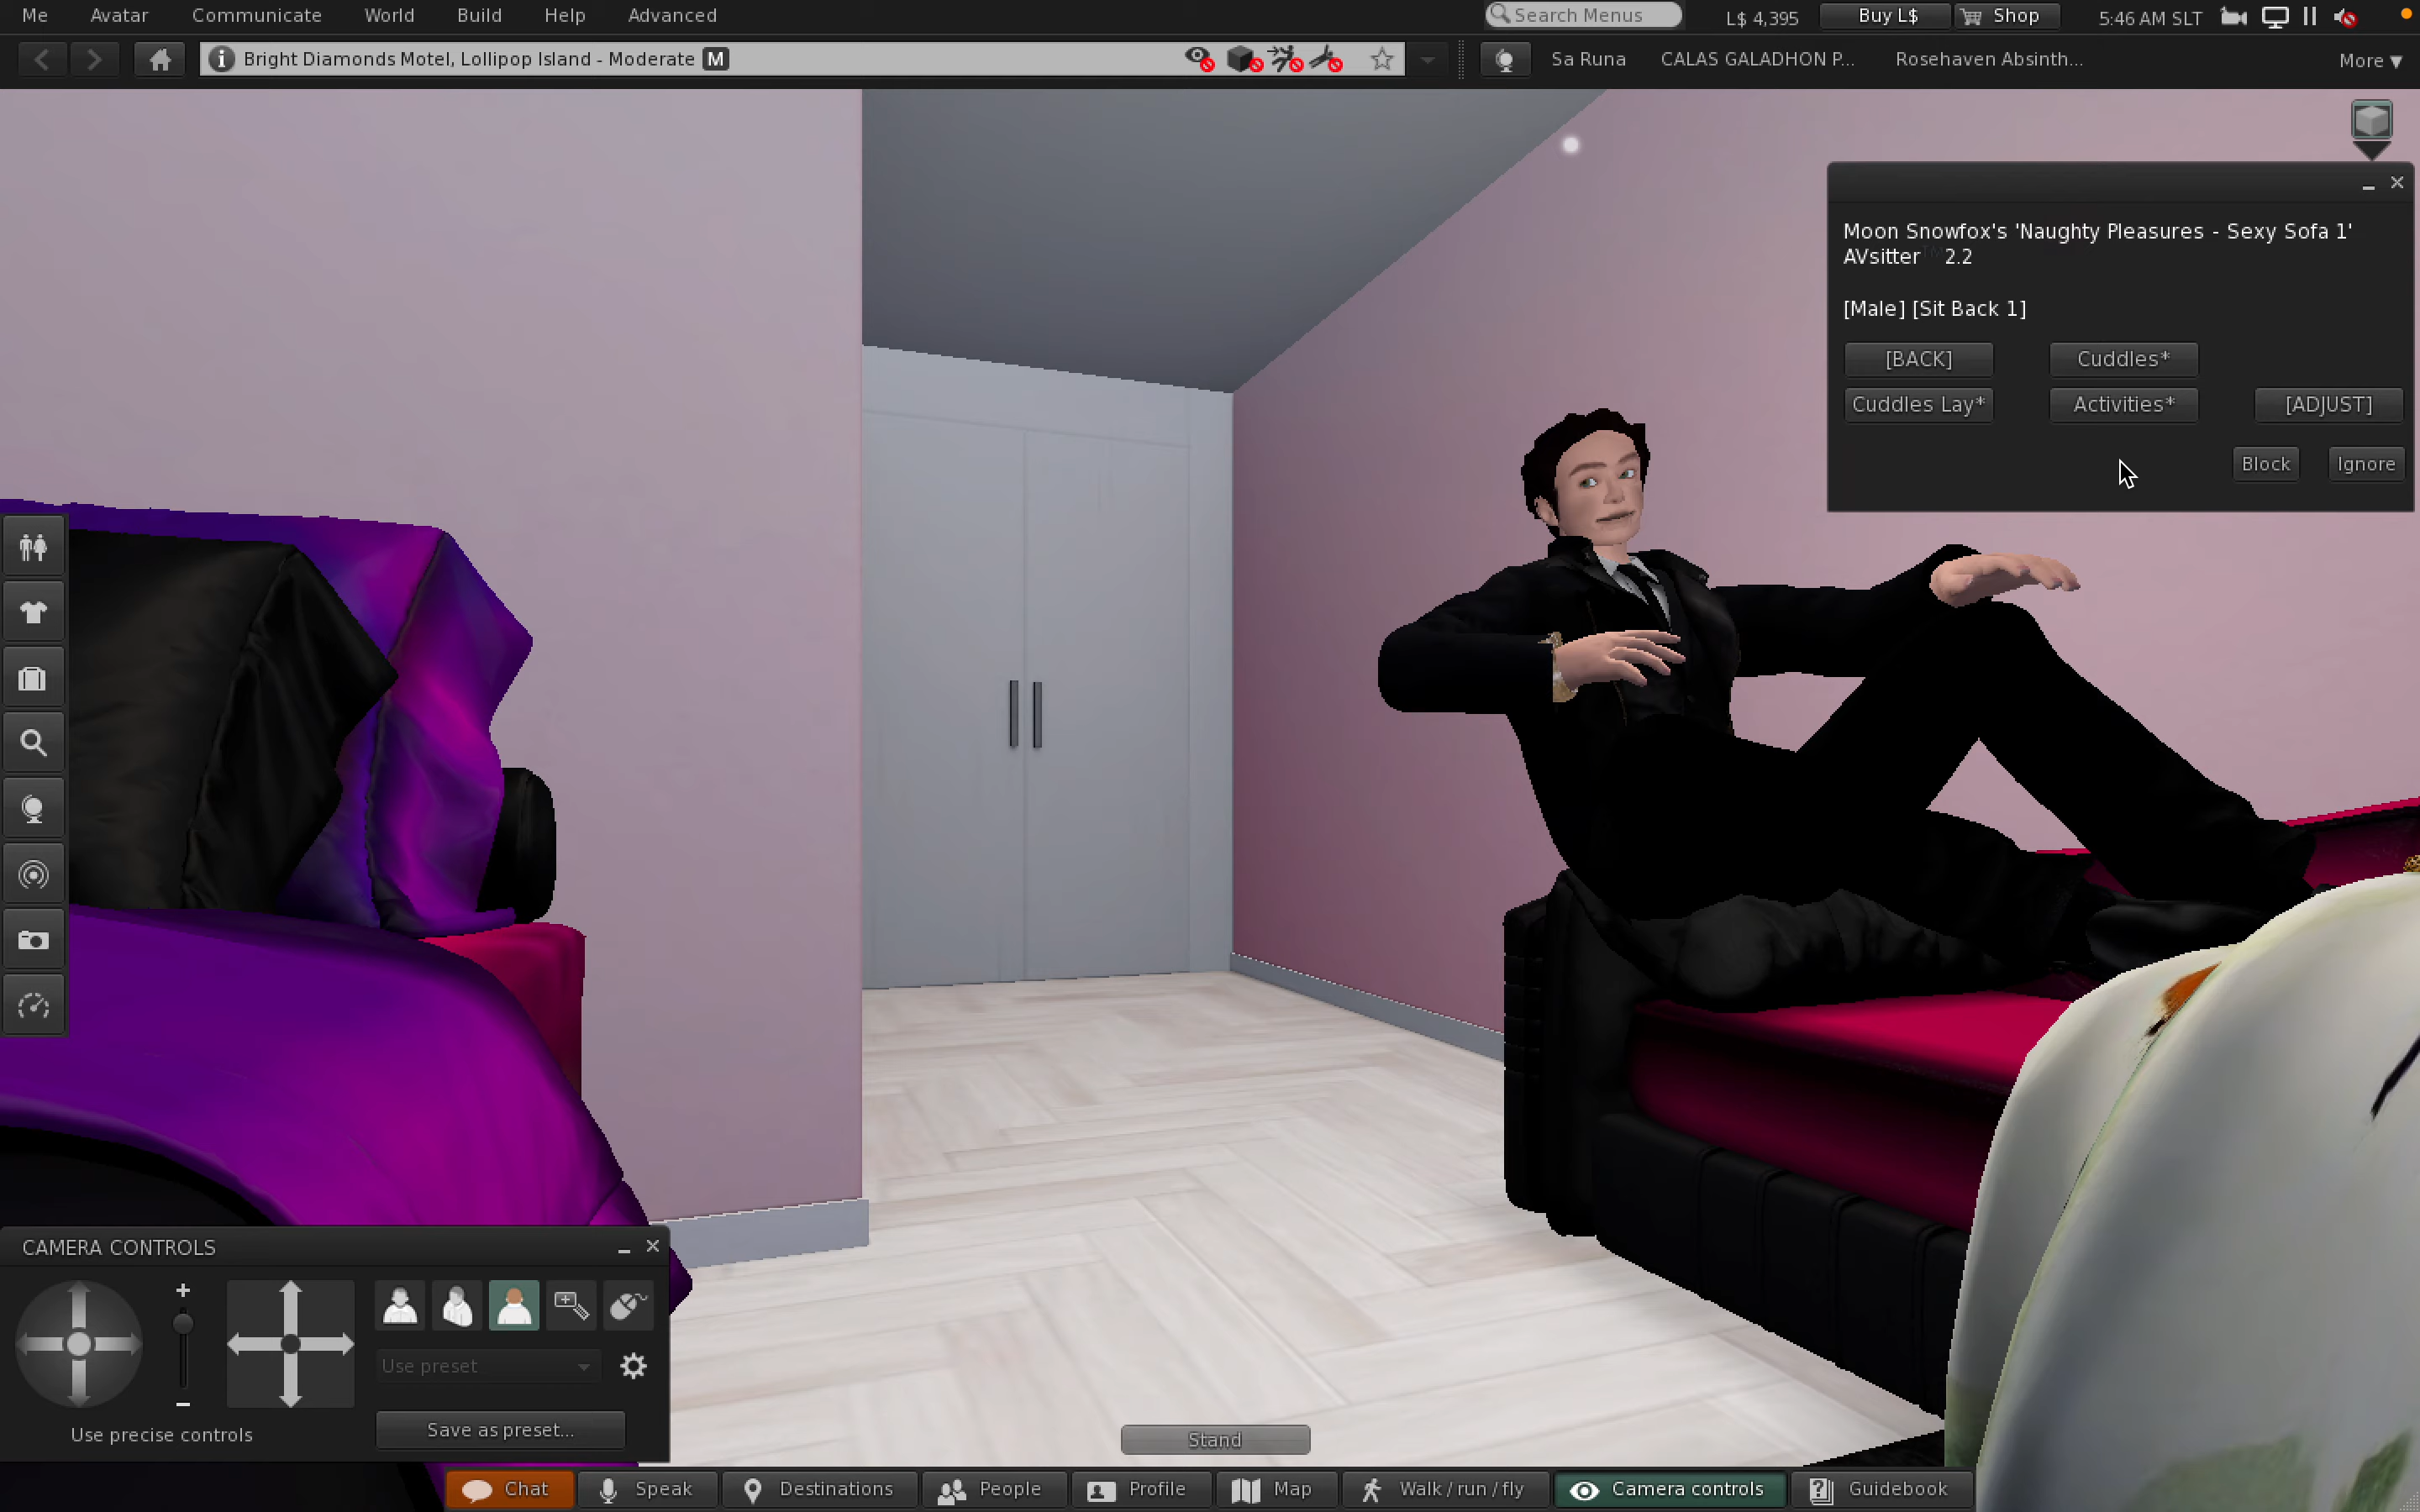 Me Avatar Communicate World Build Help Advanced Search Menus L$ 4,395 Buy L$ Shop 5:46 AM SLT
Bright Diamonds Motel, Lollipop Island - Moderate M Sa Runa CALAS GALADHON P... Rosehaven Absinth... More ▼
Moon Snowfox's 'Naughty Pleasures - Sexy Sofa 1'
AVsitter™ 2.2
[Male] [Sit Back 1]
[BACK] Cuddles*
Cuddles Lay* Activities* [ADJUST]
Block Ignore
CAMERA CONTROLS
Use preset
Use precise controls
Save as preset...
Stand
Chat Speak Destinations People Profile Map Walk / run / fly Camera controls Guidebook